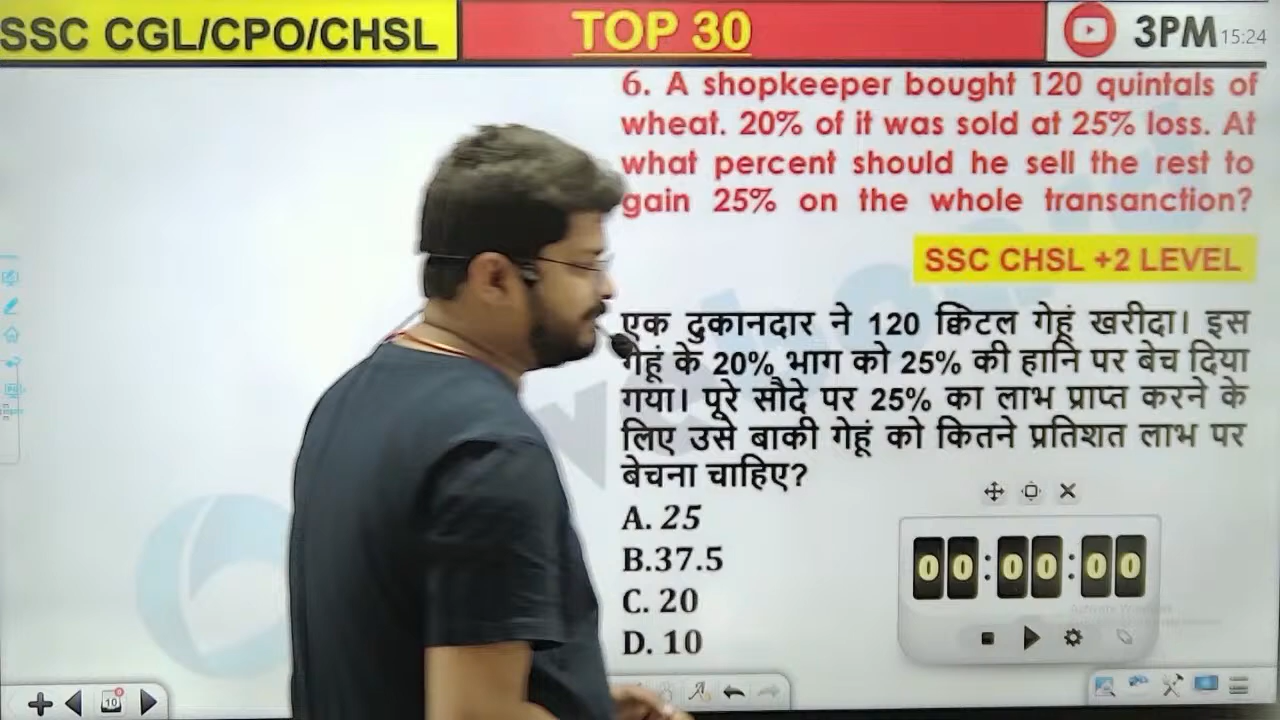 SSC CGL/CPO/CHSL
TOP 30
3PM
15:24
6. A shopkeeper bought 120 quintals of
wheat. 20% of it was sold at 25% loss. At
what percent should he sell the rest to
gain 25% on the whole transanction?
SSC CHSL +2 LEVEL
एक दुकानदार ने 120 क्विटल गेहूं खरीदा। इस
गेहूं के 20% भाग को 25% की हानि पर बेच दिया
गया। पूरे सौदे पर 25% का लाभ प्राप्त करने के
लिए उसे बाकी गेहूं को कितने प्रतिशत लाभ पर
बेचना चाहिए?
A. 25
B.37.5
C. 20
D. 10
00:00:00
10